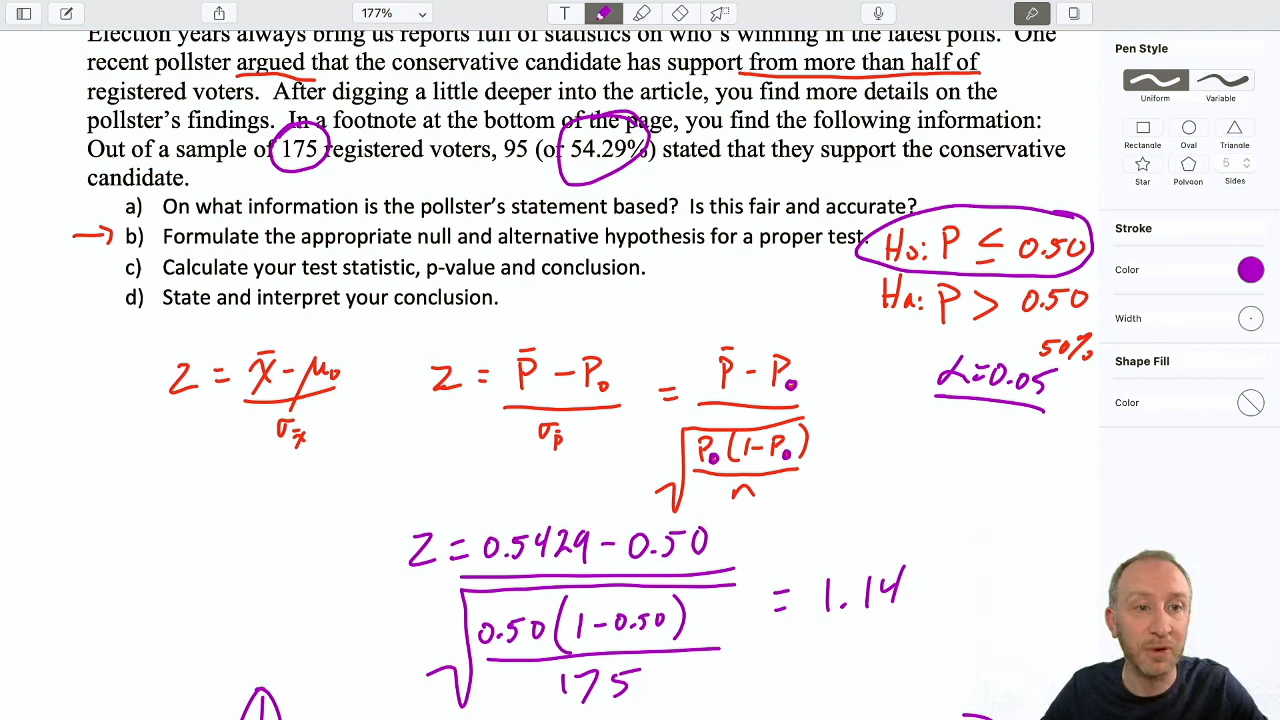 177%
T
Election years always bring us reports full of statistics on who's winning in the latest polls. One
recent pollster argued that the conservative candidate has support from more than half of
registered voters. After digging a little deeper into the article, you find more details on the
pollster's findings. In a footnote at the bottom of the page, you find the following information:
Out of a sample of 175 registered voters, 95 (or 54.29%) stated that they support the conservative
candidate.
a) On what information is the pollster's statement based? Is this fair and accurate?
b) Formulate the appropriate null and alternative hypothesis for a proper test.
c) Calculate your test statistic, p-value and conclusion.
d) State and interpret your conclusion.
Ho: P ≤ 0.50
Ha: P > 0.50
50%
α=0.05
Z = x̄ - μ₀ / σx̄
Z = p̄ - P₀ / σp̄ = p̄ - P₀ / √(P₀(1-P₀) / n)
Z = 0.5429 - 0.50 / √(0.50(1-0.50) / 175) = 1.14
Pen Style
Uniform
Variable
Rectangle
Oval
Triangle
Star
Polygon
5
Sides
Stroke
Color
Width
Shape Fill
Color